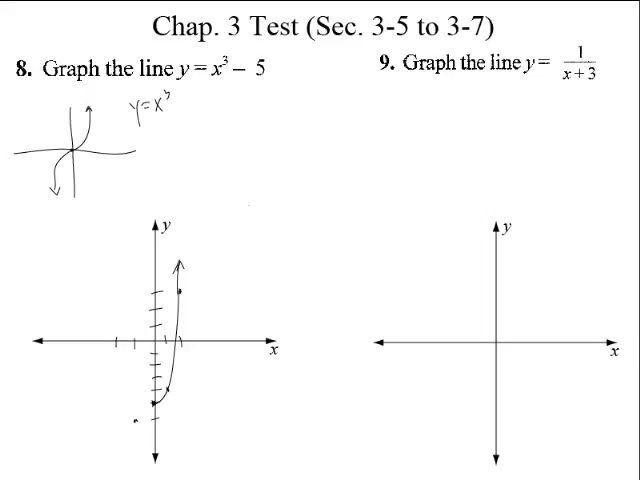 Chap. 3 Test (Sec. 3-5 to 3-7)
8. Graph the line y = x³ – 5
9. Graph the line y = 1/(x + 3)
y=x³
y
x
y
x